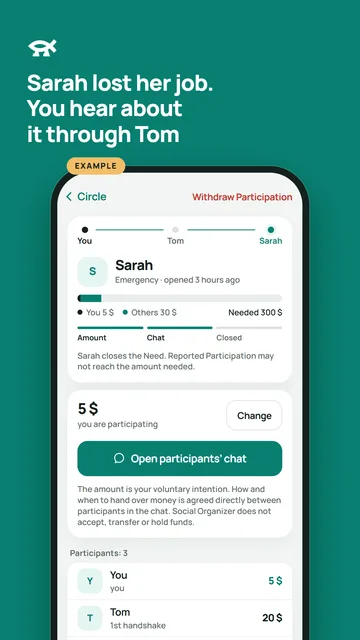 Sarah lost her job.
You hear about
it through Tom
EXAMPLE
Circle
Withdraw Participation
You
Tom
Sarah
S
Sarah
Emergency · opened 3 hours ago
You 5 $
Others 30 $
Needed 300 $
Amount
Chat
Closed
Sarah closes the Need. Reported Participation may
not reach the amount needed.
5 $
you are participating
Change
Open participants' chat
The amount is your voluntary intention. How and
when to hand over money is agreed directly between
participants in the chat. Social Organizer does not
accept, transfer or hold funds.
Participants: 3
Y
You
you
5 $
T
Tom
1st handshake
20 $